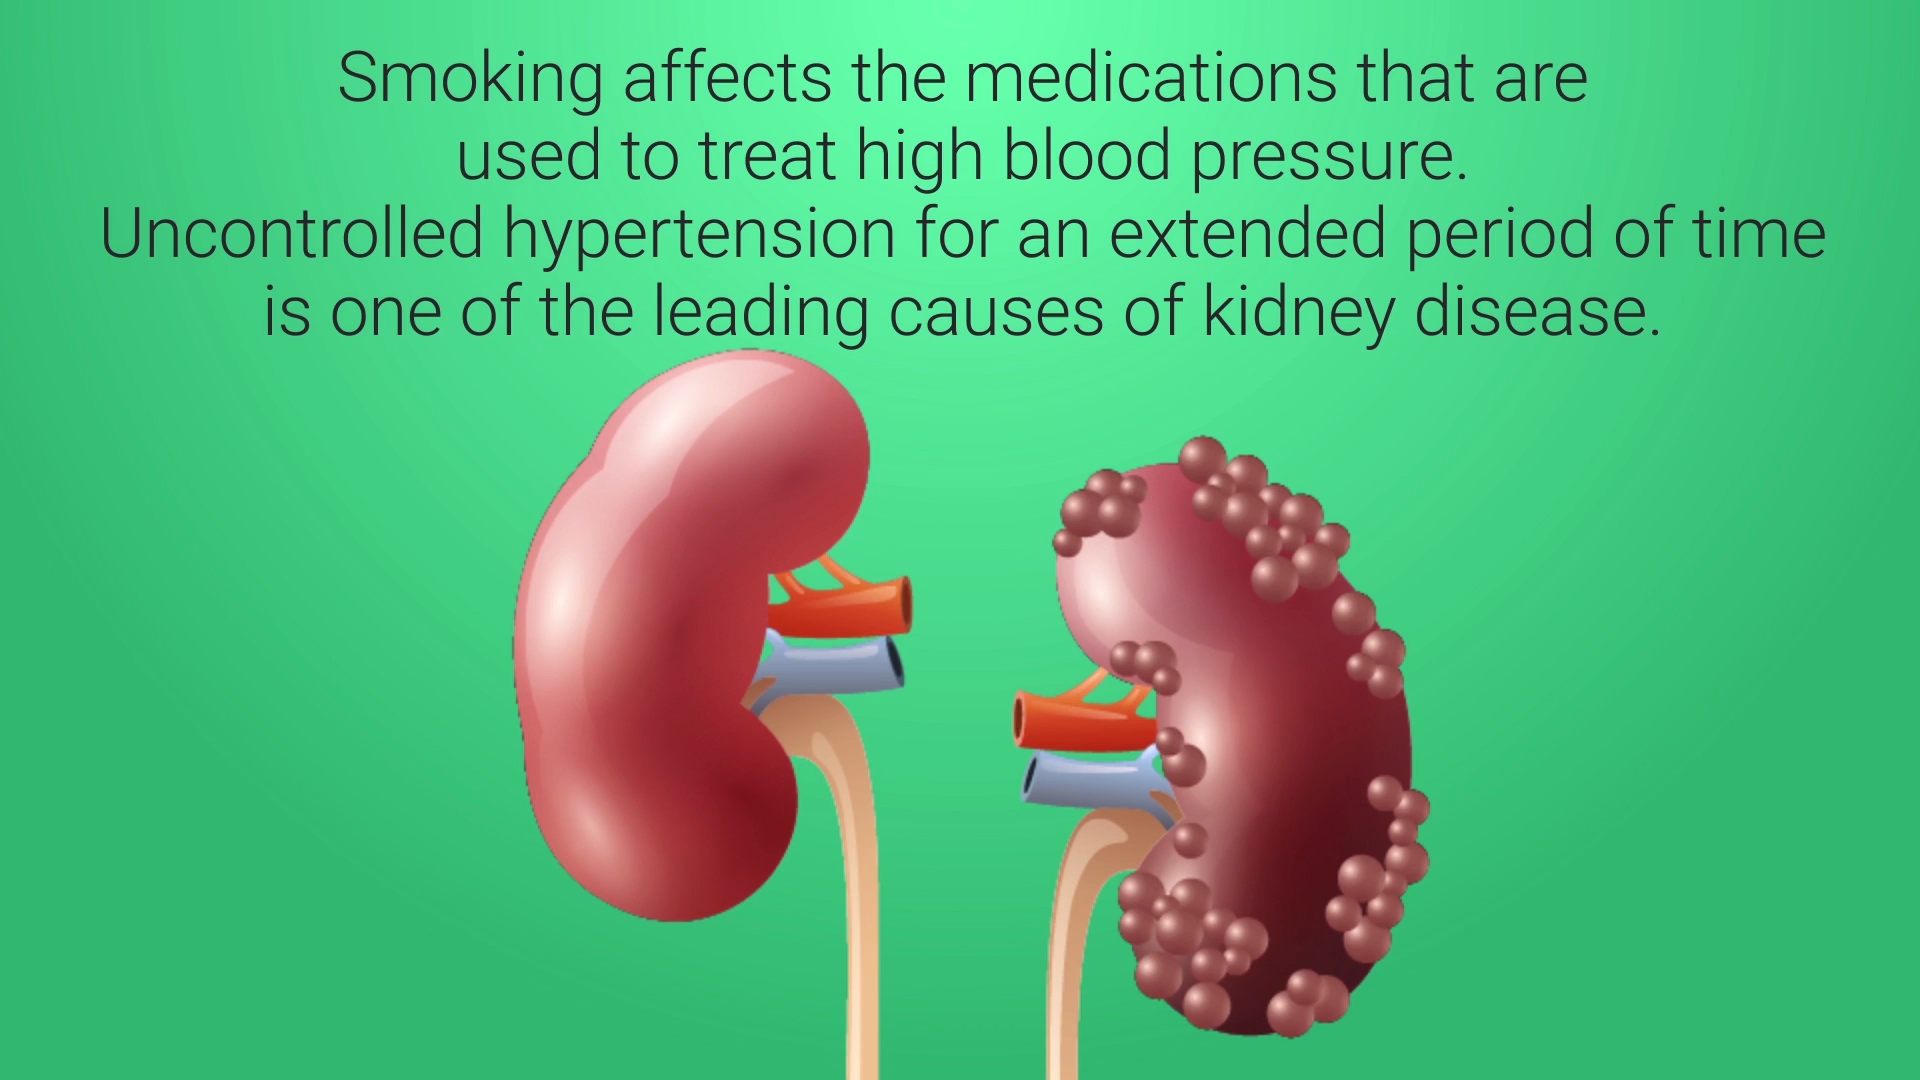 Smoking affects the medications that are
used to treat high blood pressure.
Uncontrolled hypertension for an extended period of time
is one of the leading causes of kidney disease.